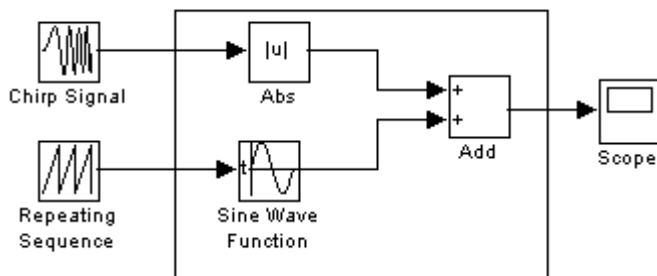 |u|
Chirp Signal
Abs
+
+
Add
Scope
t
Repeating
Sequence
Sine Wave
Function